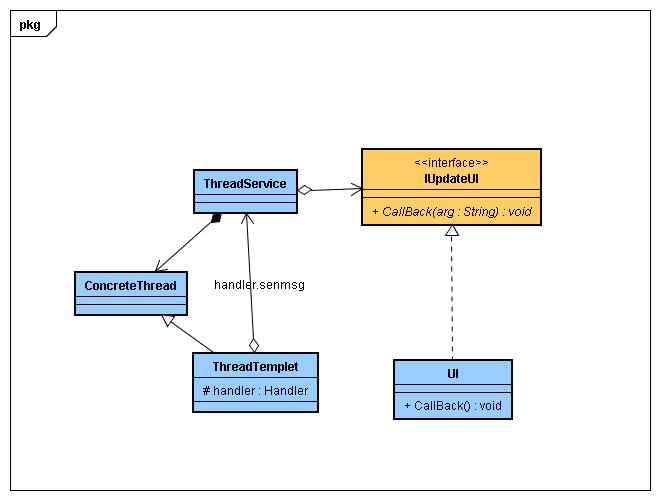 pkg
ThreadService
<<interface>>
IUpdateUI
+ CallBack(arg : String) : void
ConcreteThread
handler.senmsg
ThreadTemplet
# handler : Handler
UI
+ CallBack() : void